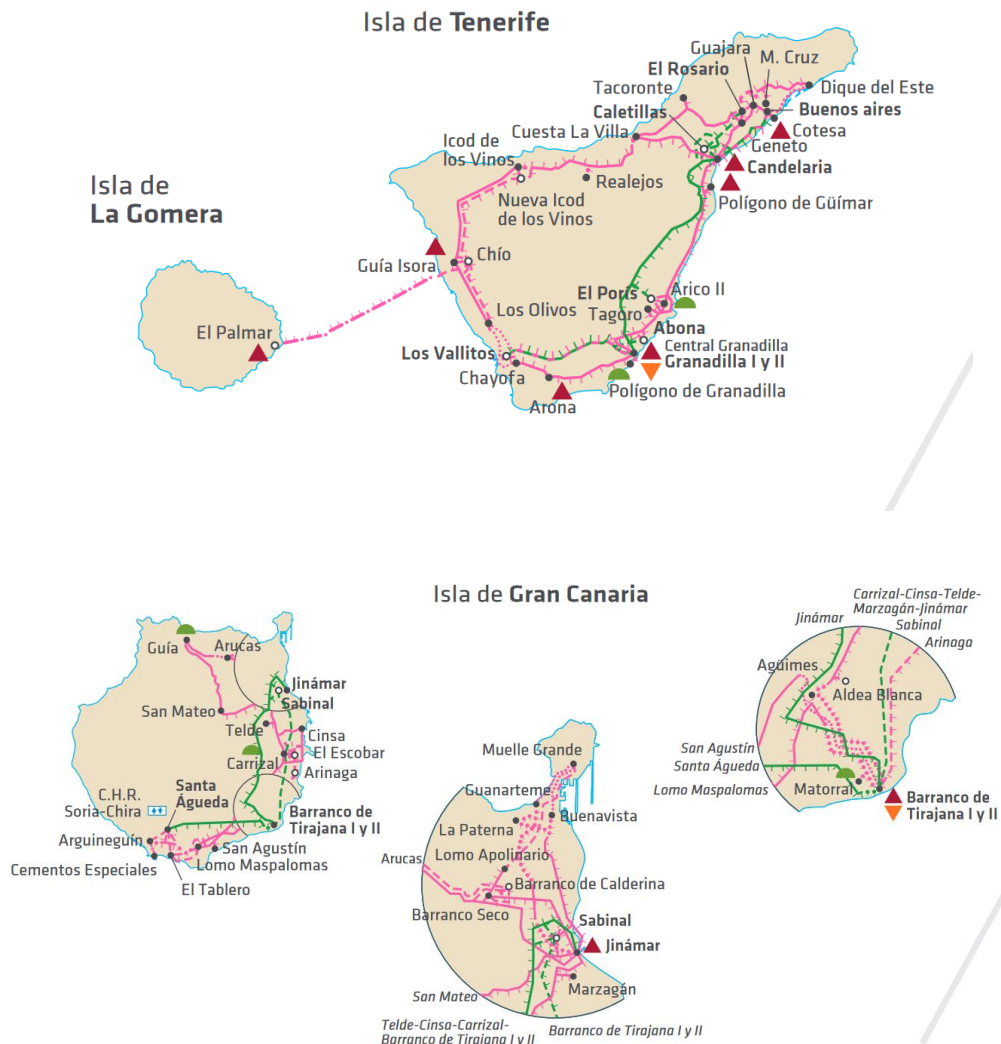 Isla de Tenerife
Guajara
M. Cruz
El Rosario
Tacoronte
Dique del Este
Caletillas
Buenos aires
Cuesta La Villa
Cotesa
Geneto
Icod de
los Vinos
Candelaria
Isla de
La Gomera
Realejos
Nueva Icod
de los Vinos
Polígono de Güímar
Chío
Guía Isora
El Porís
Arico II
Los Olivos
Tagoro
El Palmar
Abona
Los Vallitos
Central Granadilla
Granadilla I y II
Chayofa
Polígono de Granadilla
Arona
Isla de Gran Canaria
Carrizal-Cinsa-Telde-
Marzagán-Jinámar
Jinámar
Sabinal
Arinaga
Guía
Arucas
Agüimes
Jinámar
Sabinal
Aldea Blanca
San Mateo
Telde
Cinsa
El Escobar
Carrizal
Arinaga
Muelle Grande
San Agustín
Santa Águeda
Lomo Maspalomas
Matorral
Barranco de
Tirajana I y II
Guanarteme
Santa
Águeda
C.H.R.
Soria-Chira
Barranco de
Tirajana I y II
Buenavista
La Paterna
Arguineguín
San Agustín
Lomo Maspalomas
Cementos Especiales
El Tablero
Lomo Apolinario
Arucas
Barranco de Calderina
Barranco Seco
Sabinal
Jinámar
Marzagán
San Mateo
Telde-Cinsa-Carrizal-
Barranco de Tirajana I y II
Barranco de Tirajana I y II